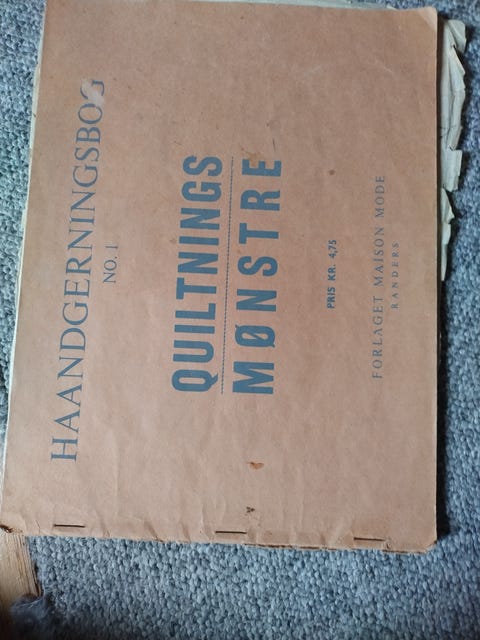 HAANDGERNINGSBOG
NO. 1
QUILTNINGS
MØNSTRE
PRIS KR. 4,75
FORLAGET MAISON MODE
RANDERS